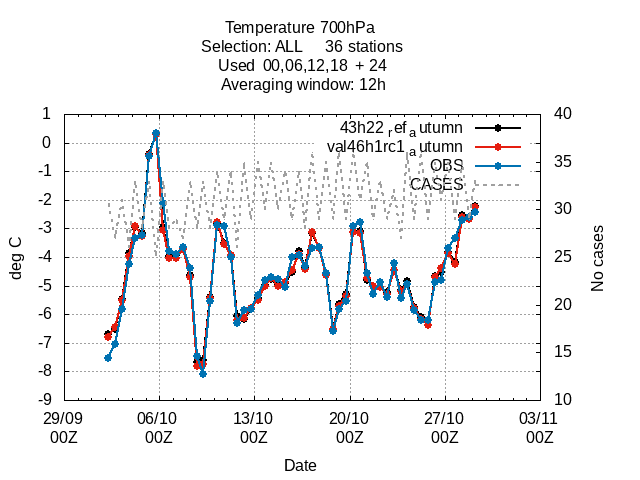 Temperature 700hPa
Selection: ALL 36 stations
Used 00,06,12,18 + 24
Averaging window: 12h
43h22_ref_autumn
val46h1rc1_autumn
OBS
CASES
deg C
1
0
-1
-2
-3
-4
-5
-6
-7
-8
-9
No cases
40
35
30
25
20
15
10
29/09 06/10 13/10 20/10 27/10 03/11
00Z 00Z 00Z 00Z 00Z 00Z
Date